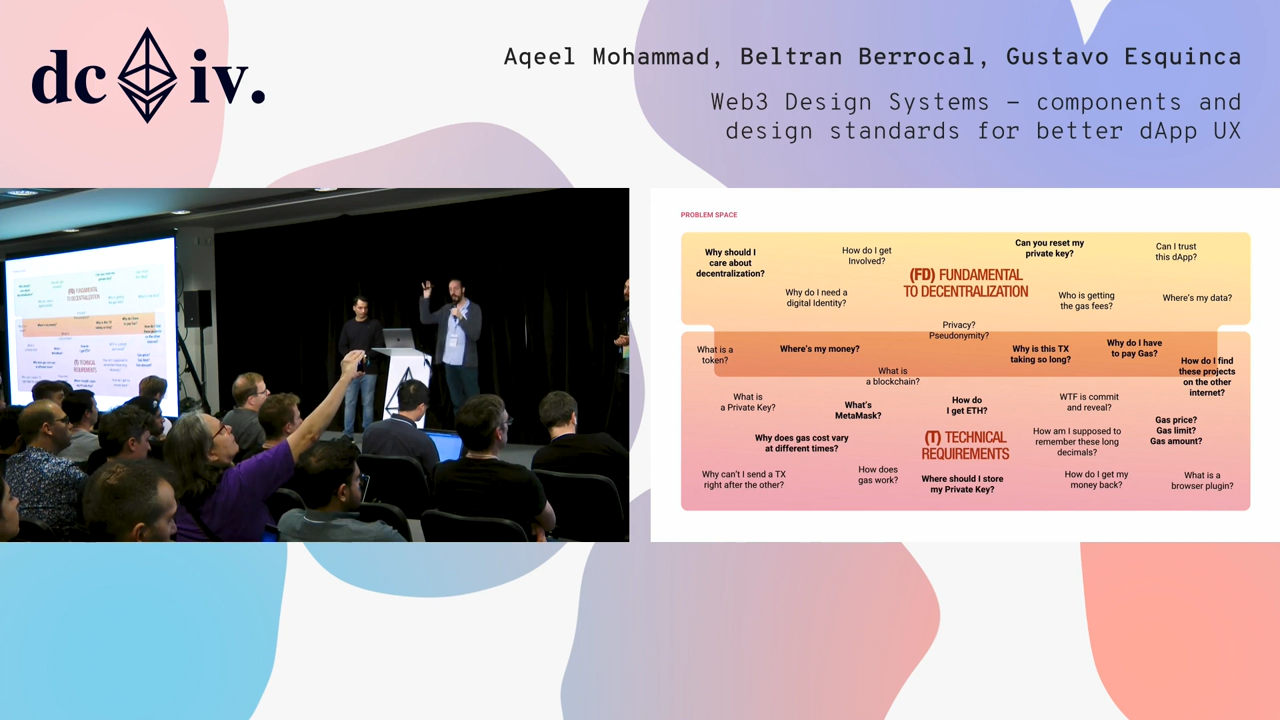 dc iv.
Aqeel Mohammad, Beltran Berrocal, Gustavo Esquinca
Web3 Design Systems – components and
design standards for better dApp UX
PROBLEM SPACE
Why should I
care about
decentralization?
How do I get
Involved?
Can you reset my
private key?
Can I trust
this dApp?
(FD) FUNDAMENTAL
TO DECENTRALIZATION
Why do I need a
digital Identity?
Who is getting
the gas fees?
Where's my data?
Privacy?
Pseudonymity?
What is a
token?
Where's my money?
Why is this TX
taking so long?
Why do I have
to pay Gas?
How do I find
these projects
on the other
internet?
What is
a blockchain?
What is
a Private Key?
What's
MetaMask?
How do
I get ETH?
WTF is commit
and reveal?
Gas price?
Gas limit?
Gas amount?
Why does gas cost vary
at different times?
(T) TECHNICAL
REQUIREMENTS
How am I supposed to
remember these long
decimals?
Why can't I send a TX
right after the other?
How does
gas work?
Where should I store
my Private Key?
How do I get my
money back?
What is a
browser plugin?
(FD) FUNDAMENTAL
TO DECENTRALIZATION
(T) TECHNICAL
REQUIREMENTS